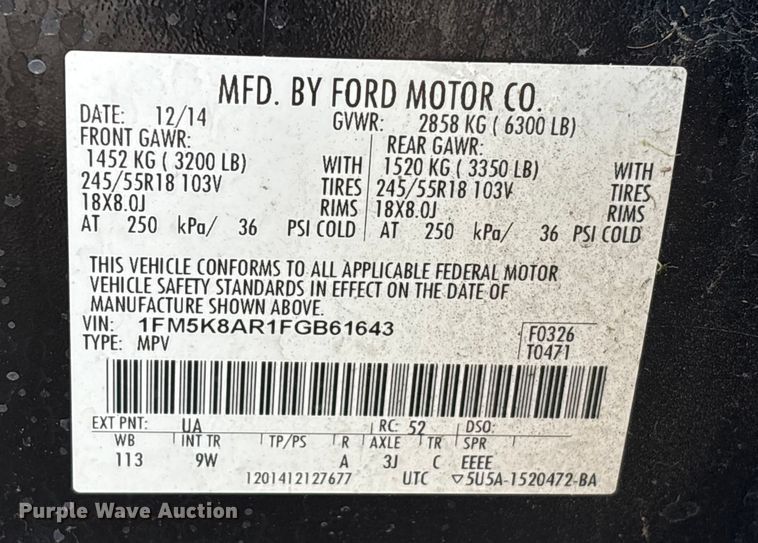 MFD. BY FORD MOTOR CO.
DATE: 12/14 GVWR: 2858 KG ( 6300 LB)
FRONT GAWR: REAR GAWR:
1452 KG ( 3200 LB) WITH 1520 KG ( 3350 LB) WITH
245/55R18 103V TIRES 245/55R18 103V TIRES
18X8.0J RIMS 18X8.0J RIMS
AT 250 kPa/ 36 PSI COLD AT 250 kPa/ 36 PSI COLD
THIS VEHICLE CONFORMS TO ALL APPLICABLE FEDERAL MOTOR
VEHICLE SAFETY STANDARDS IN EFFECT ON THE DATE OF
MANUFACTURE SHOWN ABOVE.
VIN: 1FM5K8AR1FGB61643 F0326
TYPE: MPV T0471
EXT PNT: UA RC: 52 DSO:
WB INT TR TP/PS R AXLE TR SPR
113 9W A 3J C EEEE
1201412127677 UTC ▽5U5A-1520472-BA
Purple Wave Auction